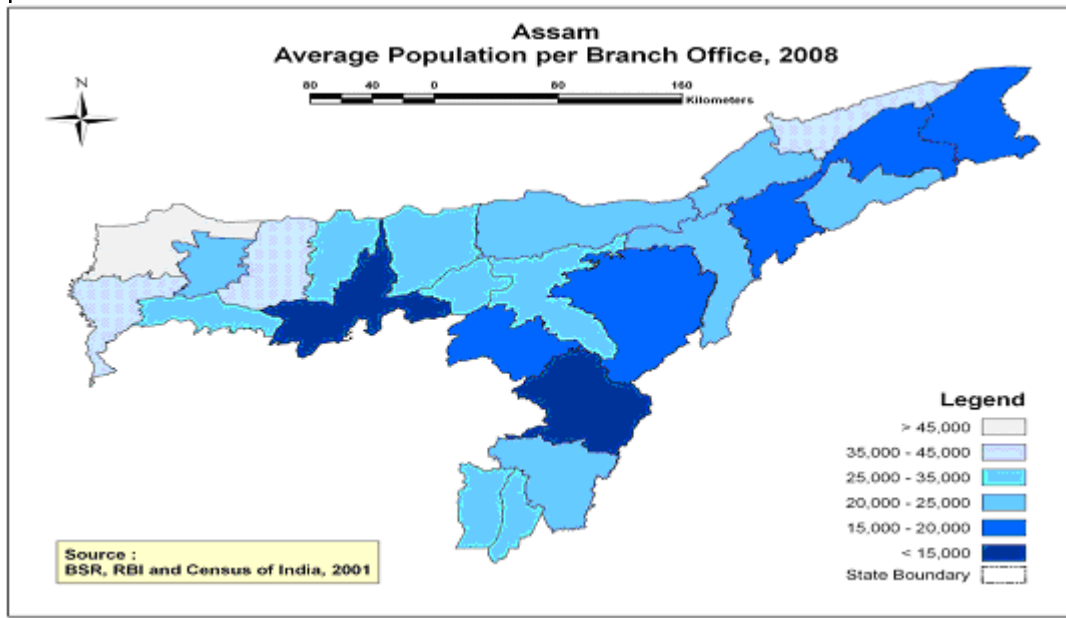 Assam
Average Population per Branch Office, 2008
N
80 40 0 80 160
Kilometers
Legend
> 45,000
35,000 - 45,000
25,000 - 35,000
20,000 - 25,000
15,000 - 20,000
< 15,000
State Boundary
Source :
BSR, RBI and Census of India, 2001